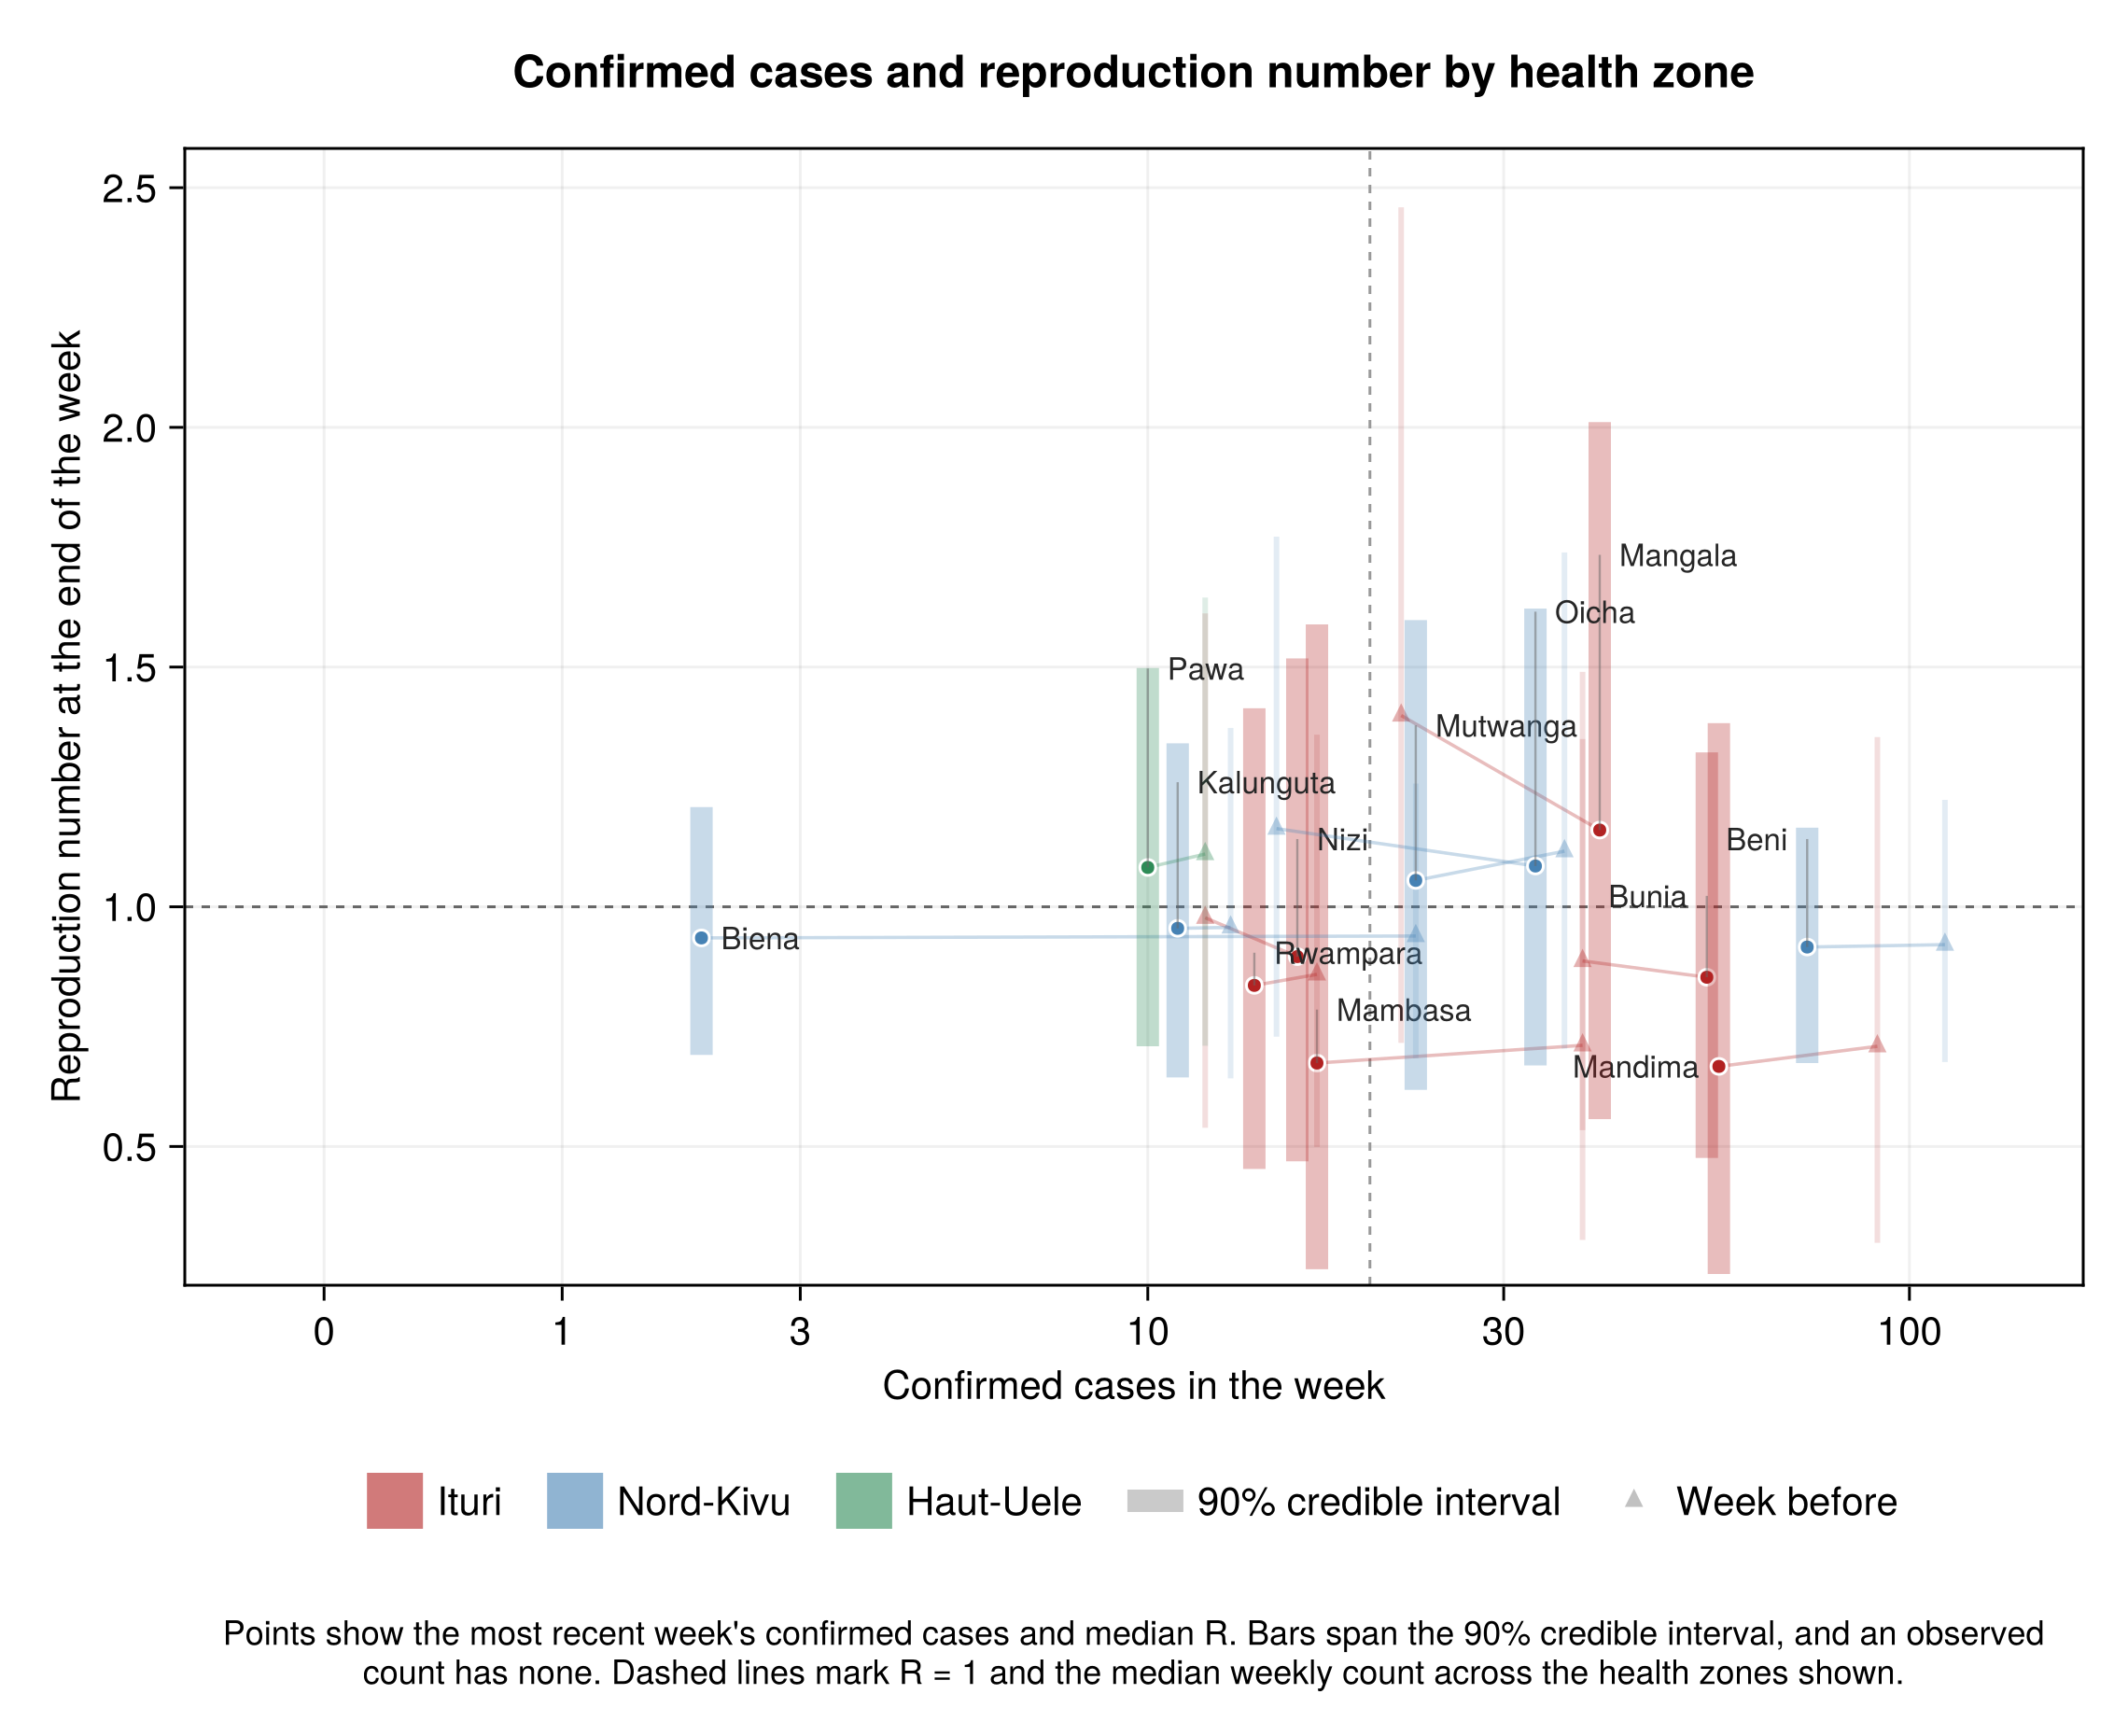 Confirmed cases and reproduction number by health zone
Reproduction number at the end of the week
2.5
2.0
1.5
1.0
0.5
Mangala
Oicha
Pawa
Mutwanga
Kalunguta
Nizi
Beni
Bunia
Biena
Rwampara
Mambasa
Mandima
0 1 3 10 30 100
Confirmed cases in the week
Ituri Nord-Kivu Haut-Uele 90% credible interval Week before
Points show the most recent week's confirmed cases and median R. Bars span the 90% credible interval, and an observed
count has none. Dashed lines mark R = 1 and the median weekly count across the health zones shown.